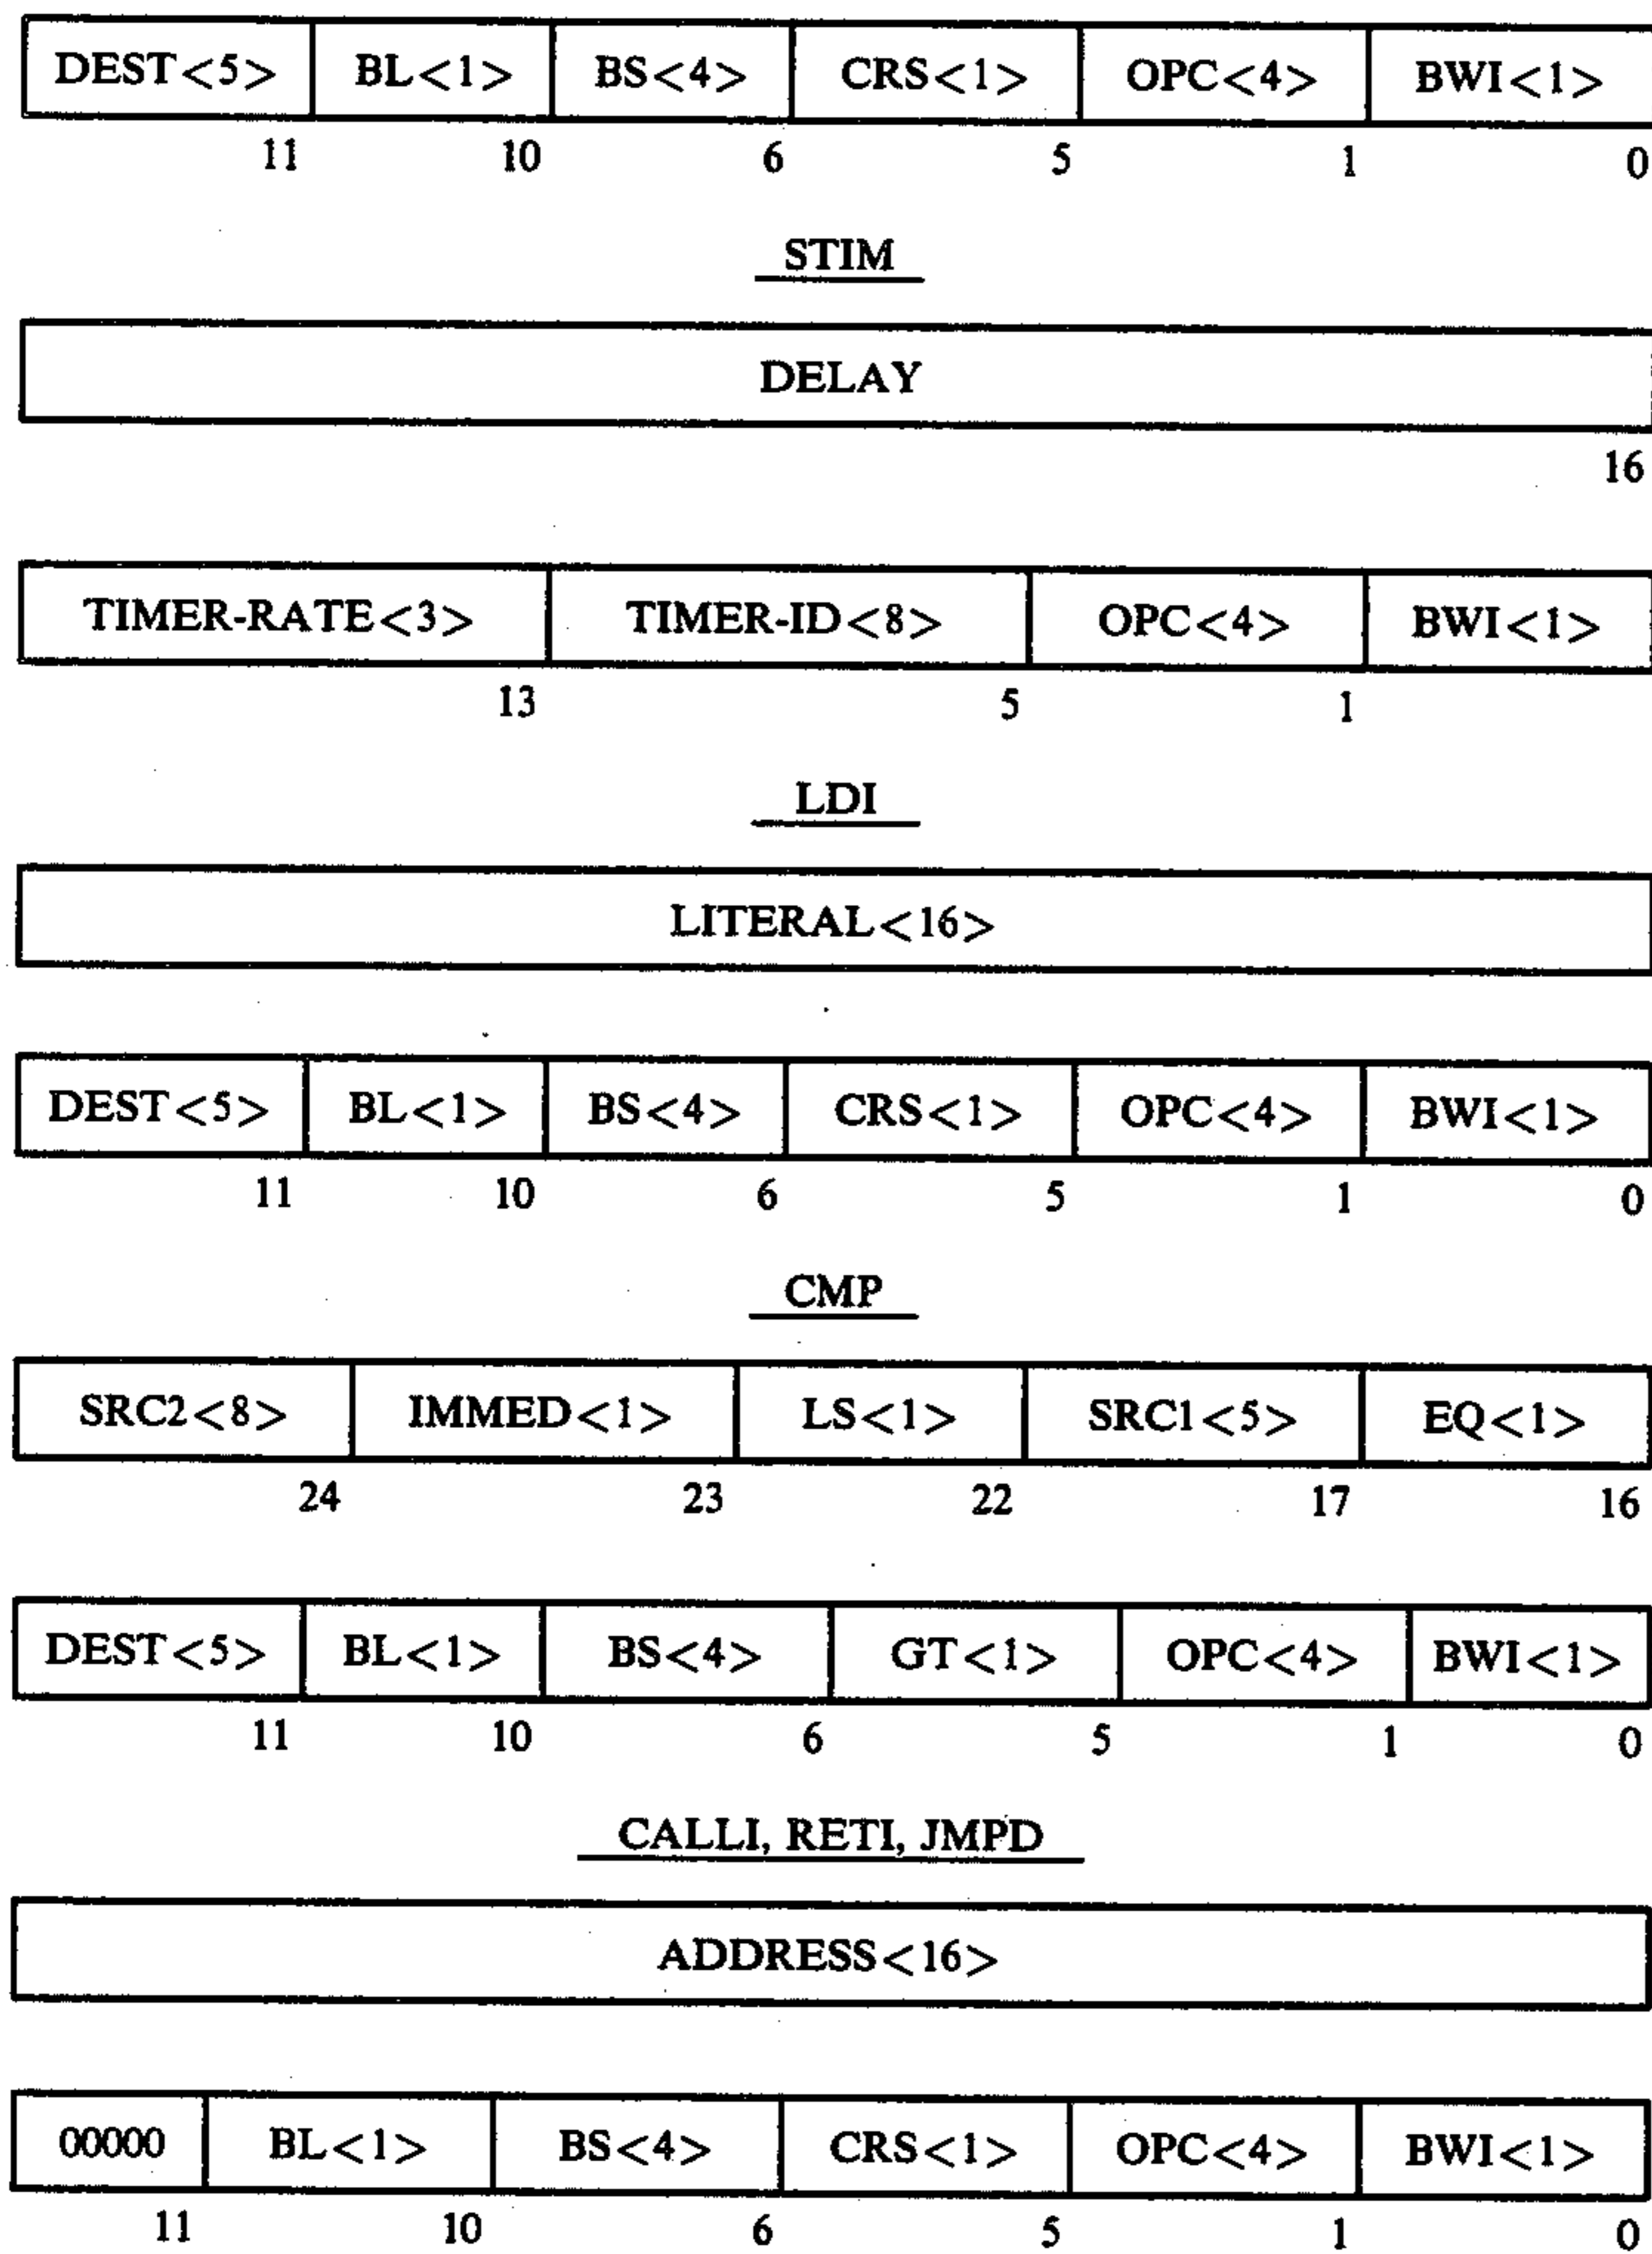 DEST<5> BL<1> BS<4> CRS<1> OPC<4> BWI<1>
11 10 6 5 1 0
STIM
DELAY
16
TIMER-RATE<3> TIMER-ID<8> OPC<4> BWI<1>
13 5 1
LDI
LITERAL<16>
DEST<5> BL<1> BS<4> CRS<1> OPC<4> BWI<1>
11 10 6 5 1 0
CMP
SRC2<8> IMMED<1> LS<1> SRC1<5> EQ<1>
24 23 22 17 16
DEST<5> BL<1> BS<4> GT<1> OPC<4> BWI<1>
11 10 6 5 1 0
CALLI, RETI, JMPD
ADDRESS<16>
00000 BL<1> BS<4> CRS<1> OPC<4> BWI<1>
11 10 6 5 1 0